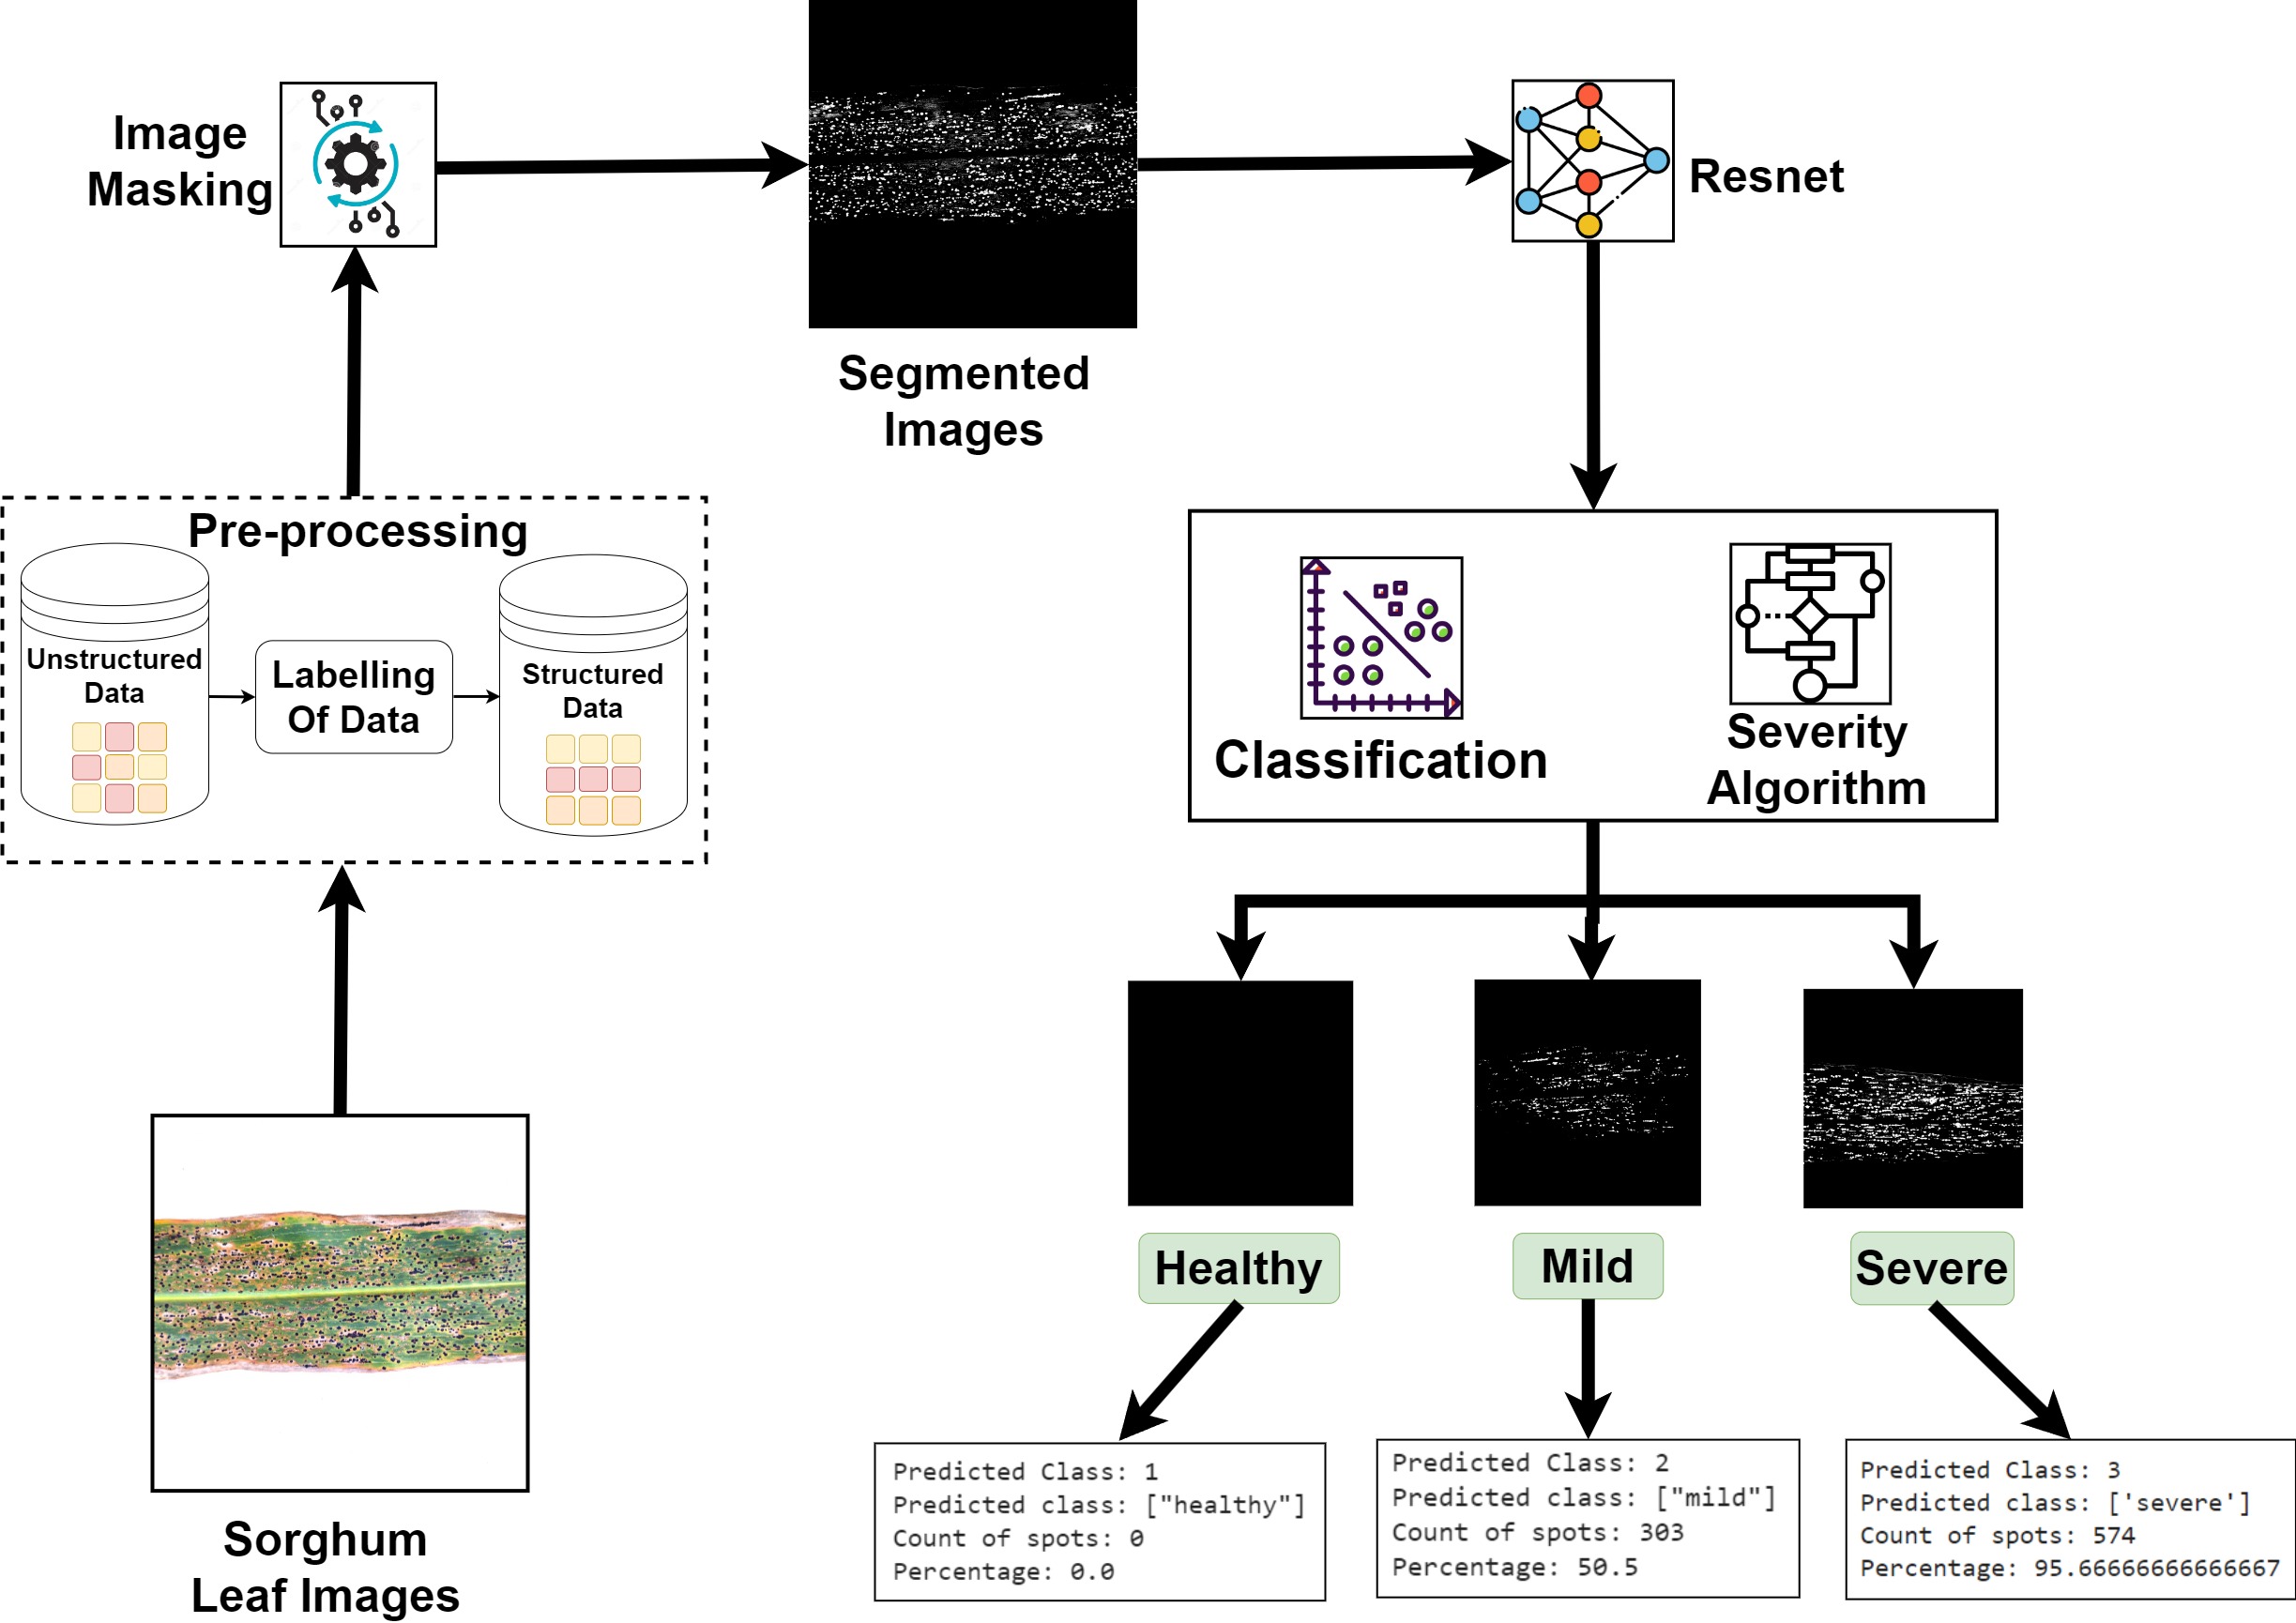 Image
Masking
Segmented
Images
Resnet
Pre-processing
Unstructured
Data
Labelling
Of Data
Structured
Data
Classification
Severity
Algorithm
Sorghum
Leaf Images
Healthy
Mild
Severe
Predicted Class: 1
Predicted class: ["healthy"]
Count of spots: 0
Percentage: 0.0
Predicted Class: 2
Predicted class: ["mild"]
Count of spots: 303
Percentage: 50.5
Predicted Class: 3
Predicted class: ['severe']
Count of spots: 574
Percentage: 95.66666666666667